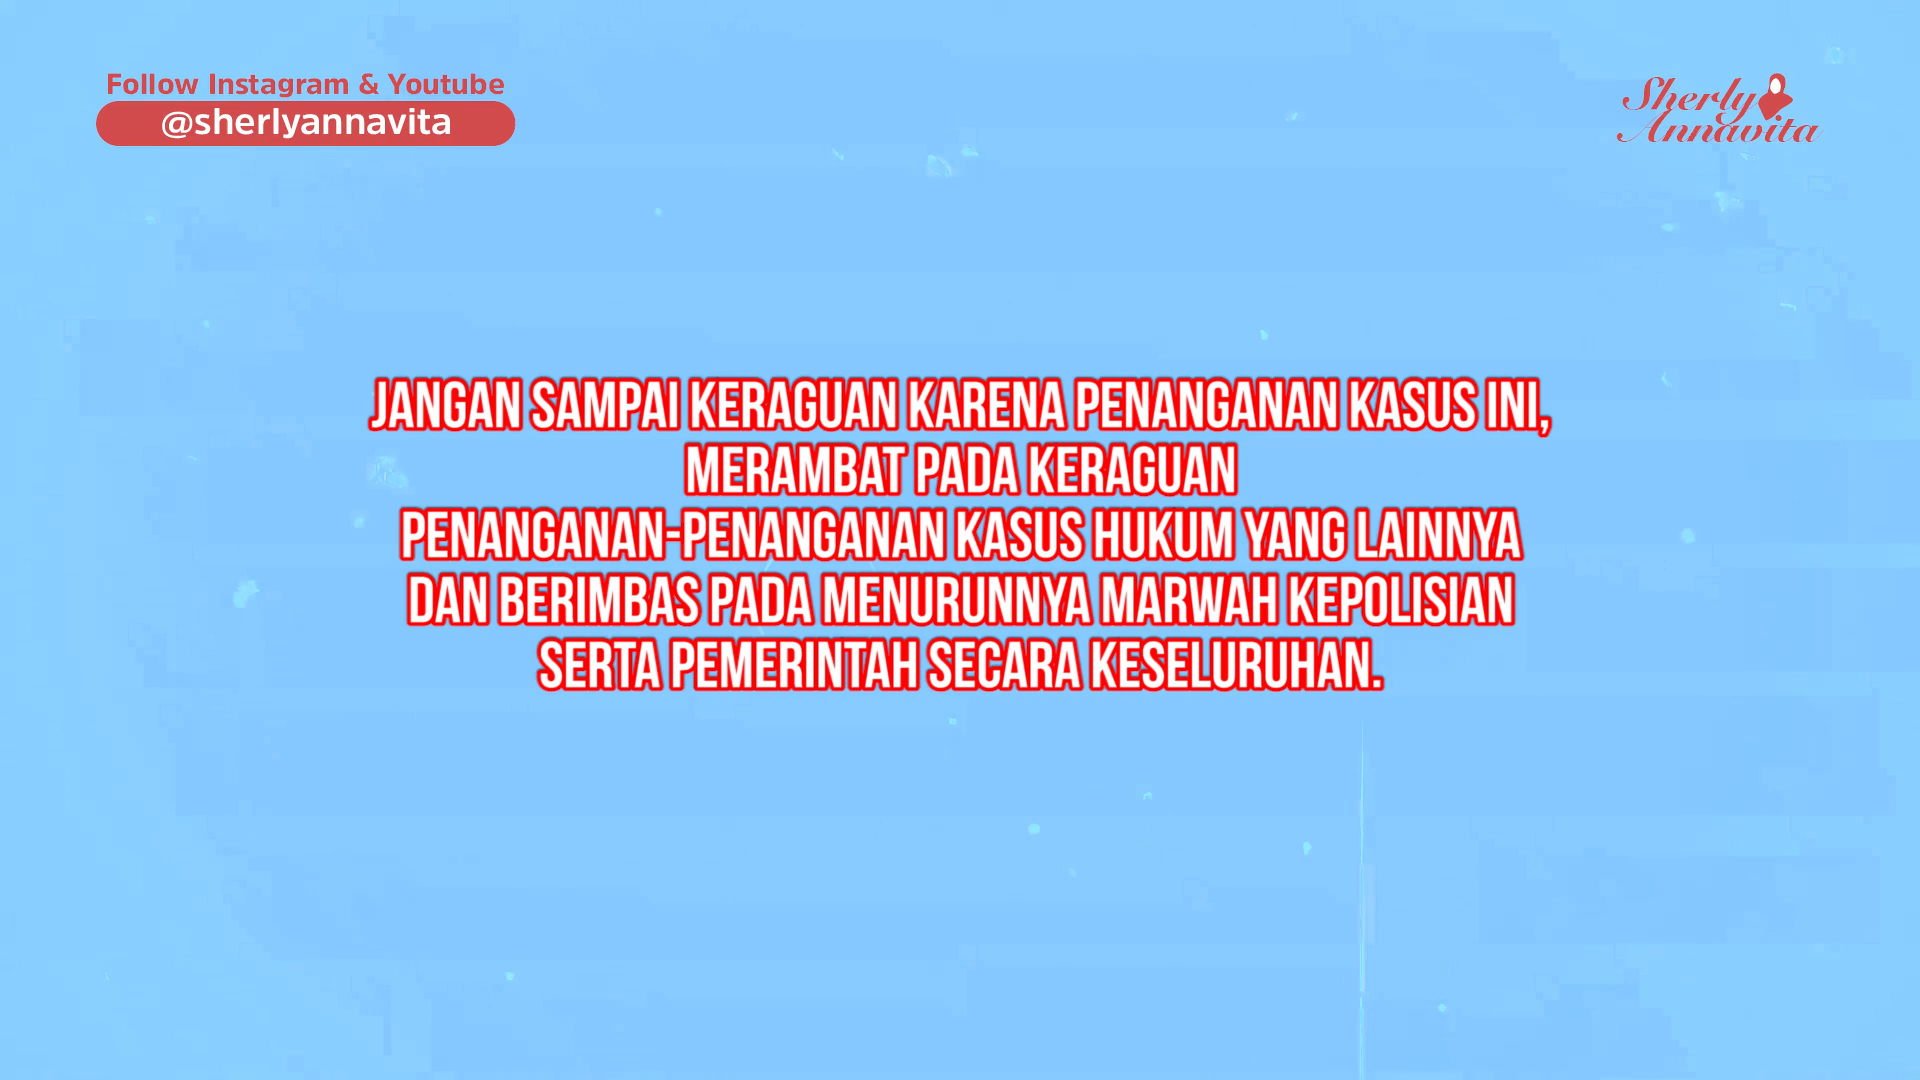 Follow Instagram & Youtube
@sherlyannavita
Sherly
Annavita
JANGAN SAMPAI KERAGUAN KARENA PENANGANAN KASUS INI,
MERAMBAT PADA KERAGUAN
PENANGANAN-PENANGANAN KASUS HUKUM YANG LAINNYA
DAN BERIMBAS PADA MENURUNNYA MARWAH KEPOLISIAN
SERTA PEMERINTAH SECARA KESELURUHAN.